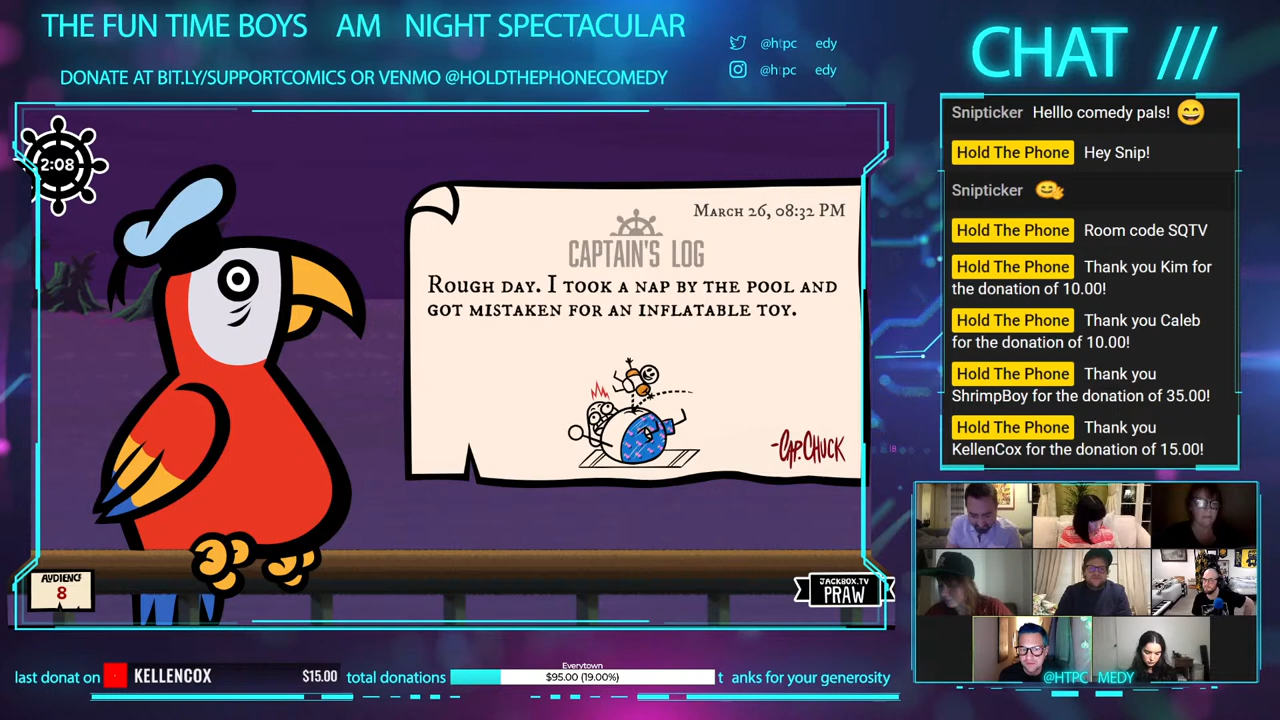 THE FUN TIME BOYS AM NIGHT SPECTACULAR
DONATE AT BIT.LY/SUPPORTCOMICS OR VENMO @HOLDTHEPHONECOMEDY
@htpc edy
@htpc edy
CHAT ///
2:08
March 26, 08:32 PM
CAPTAIN'S LOG
Rough day. I took a nap by the pool and
got mistaken for an inflatable toy.
-CAP. CHUCK
AUDIENCE
8
JACKBOX.TV
PRAW
Snipticker Helllo comedy pals! 😄
Hold The Phone Hey Snip!
Snipticker
Hold The Phone Room code SQTV
Hold The Phone Thank you Kim for
the donation of 10.00!
Hold The Phone Thank you Caleb
for the donation of 10.00!
Hold The Phone Thank you
ShrimpBoy for the donation of 35.00!
Hold The Phone Thank you
KellenCox for the donation of 15.00!
@HTPC MEDY
last donat on KELLENCOX $15.00 total donations Everytown t anks for your generosity
$95.00 (19.00%)